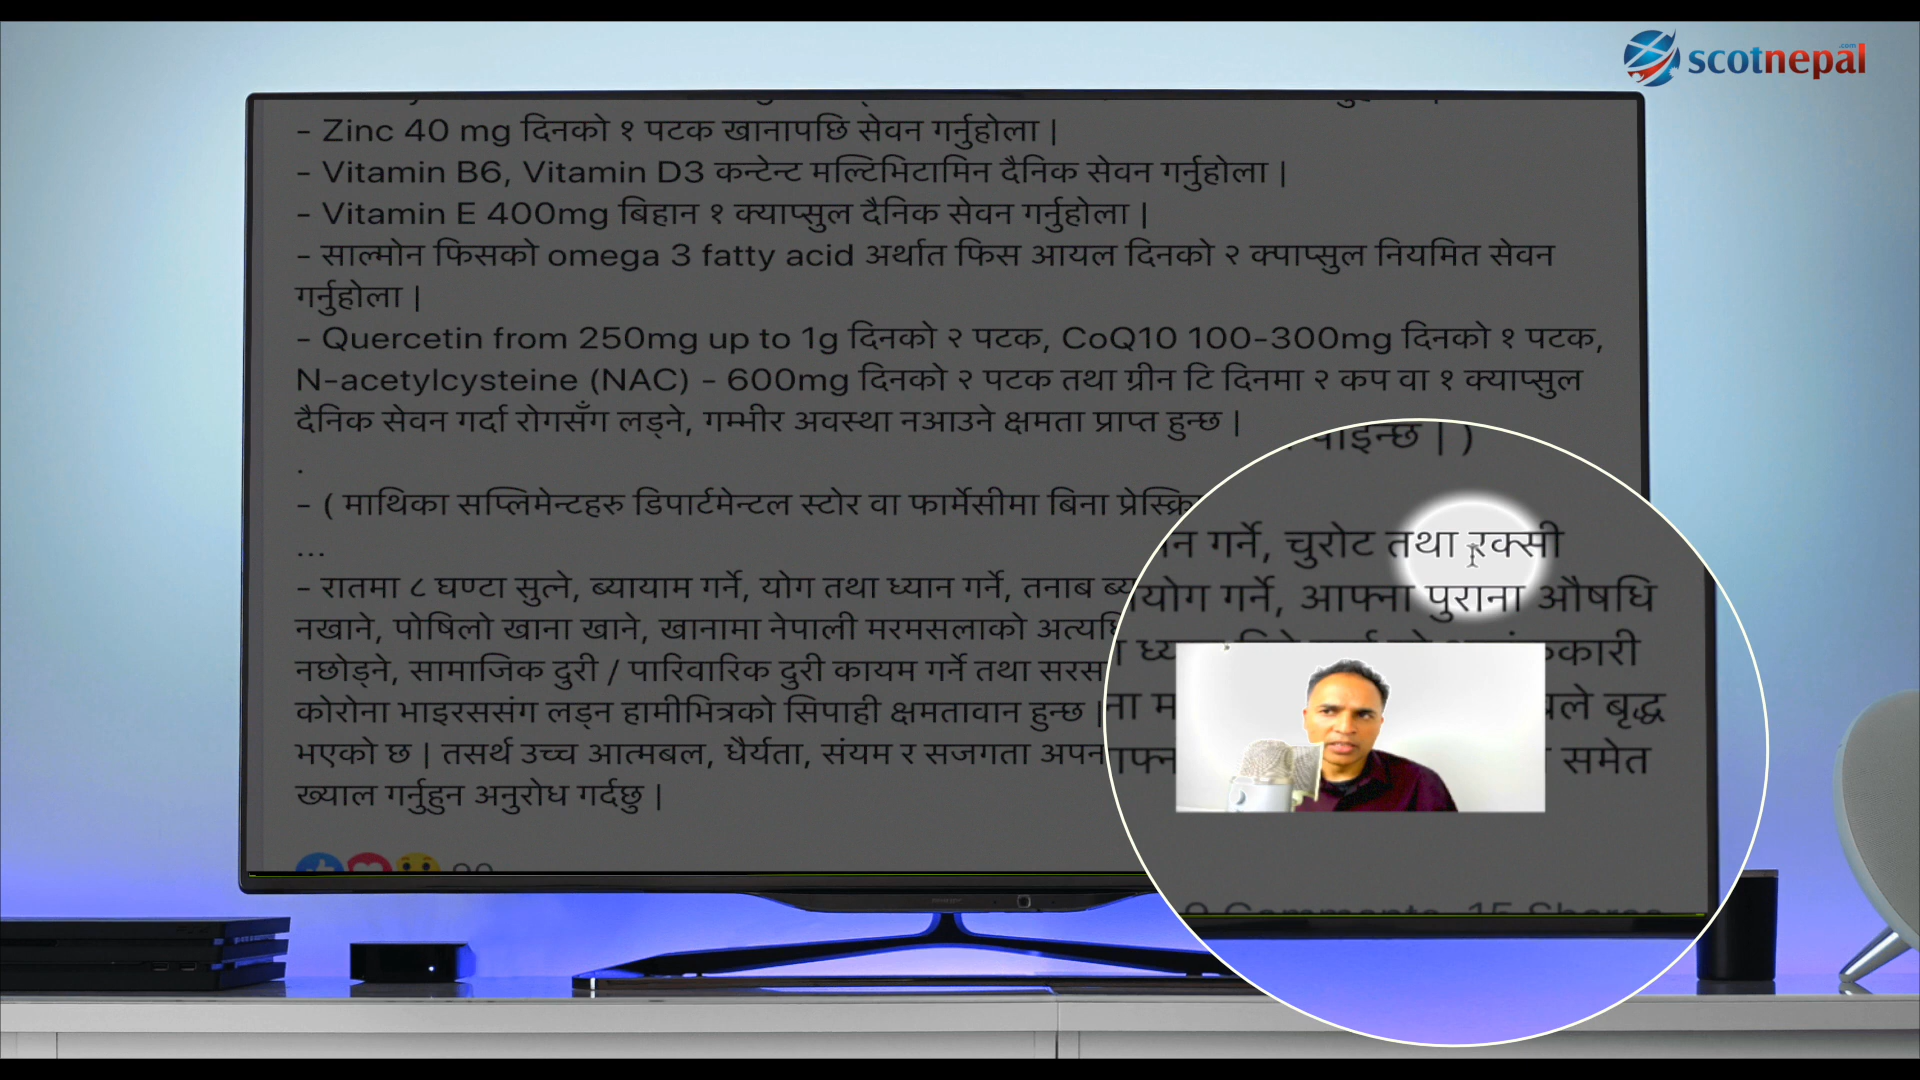 scotnepal
.com
- Zinc 40 mg दिनको १ पटक खानापछि सेवन गर्नुहोला |
- Vitamin B6, Vitamin D3 कन्टेन्ट मल्टिभिटामिन दैनिक सेवन गर्नुहोला |
- Vitamin E 400mg बिहान १ क्याप्सुल दैनिक सेवन गर्नुहोला |
- साल्मोन फिसको omega 3 fatty acid अर्थात फिस आयल दिनको २ क्पाप्सुल नियमित सेवन
गर्नुहोला |
- Quercetin from 250mg up to 1g दिनको २ पटक, CoQ10 100-300mg दिनको १ पटक,
N-acetylcysteine (NAC) - 600mg दिनको २ पटक तथा ग्रीन टि दिनमा २ कप वा १ क्याप्सुल
दैनिक सेवन गर्दा रोगसँग लड्ने, गम्भीर अवस्था नआउने क्षमता प्राप्त हुन्छ |
.
- ( माथिका सप्लिमेन्टहरु डिपार्टमेन्टल स्टोर वा फार्मेसीमा बिना
...
- रातमा ८ घण्टा सुत्ने, ब्यायाम गर्ने, योग तथा ध्यान गर्ने, तनाब
नखाने, पोषिलो खाना खाने, खानामा नेपाली मरमसलाको
नछोड्ने, सामाजिक दुरी / पारिवारिक दुरी कायम गर्ने तथा
कोरोना भाइरससंग लड्न हामीभित्रको सिपाही क्षमतावान हुन्छ |
भएको छ | तसर्थ उच्च आत्मबल, धैर्यता, संयम र सजगता
ख्याल गर्नुहुन अनुरोध गर्दछु |
पाइन्छ | )
गर्ने, चुरोट तथा रक्सी
गर्ने, आफ्ना पुराना औषधि
बृद्ध
समेत